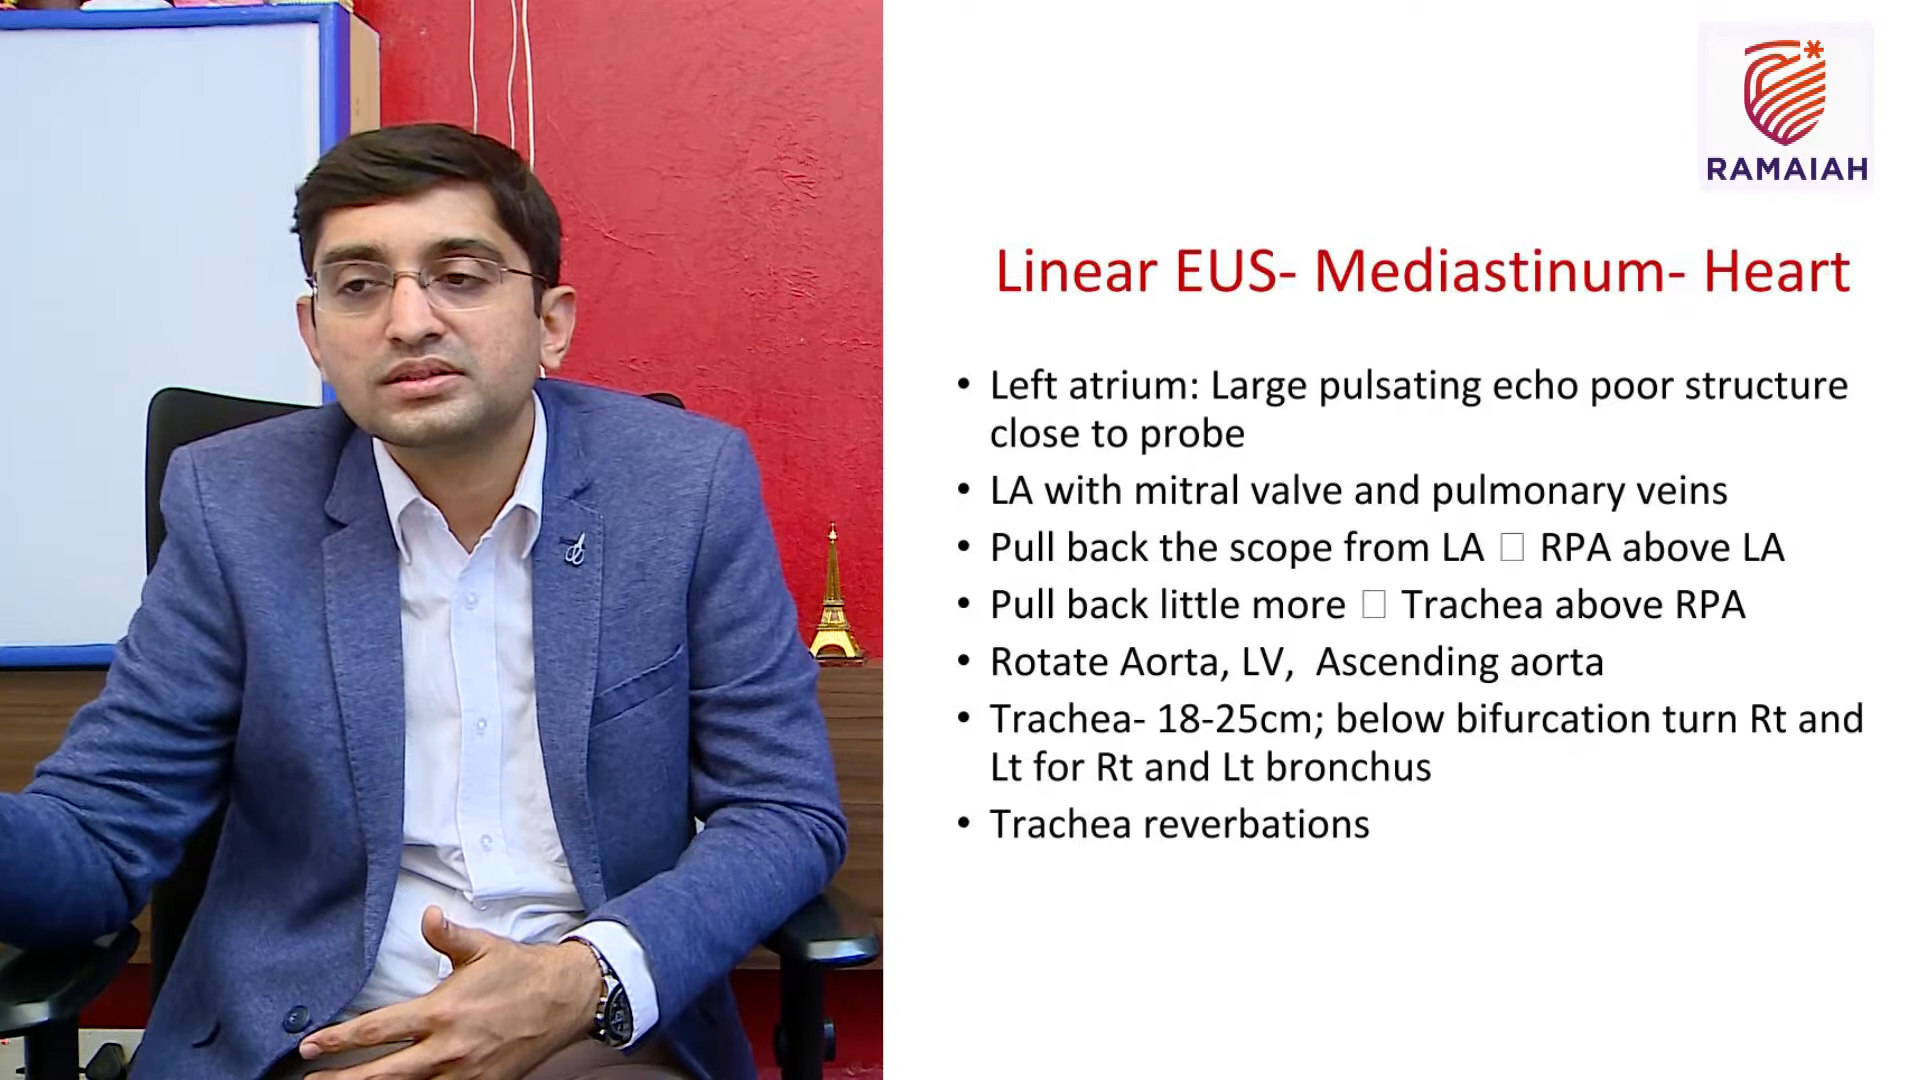 RAMAIAH
Linear EUS- Mediastinum- Heart
• Left atrium: Large pulsating echo poor structure
close to probe
• LA with mitral valve and pulmonary veins
• Pull back the scope from LA □ RPA above LA
• Pull back little more □ Trachea above RPA
• Rotate Aorta, LV,  Ascending aorta
• Trachea- 18-25cm; below bifurcation turn Rt and
Lt for Rt and Lt bronchus
• Trachea reverbations